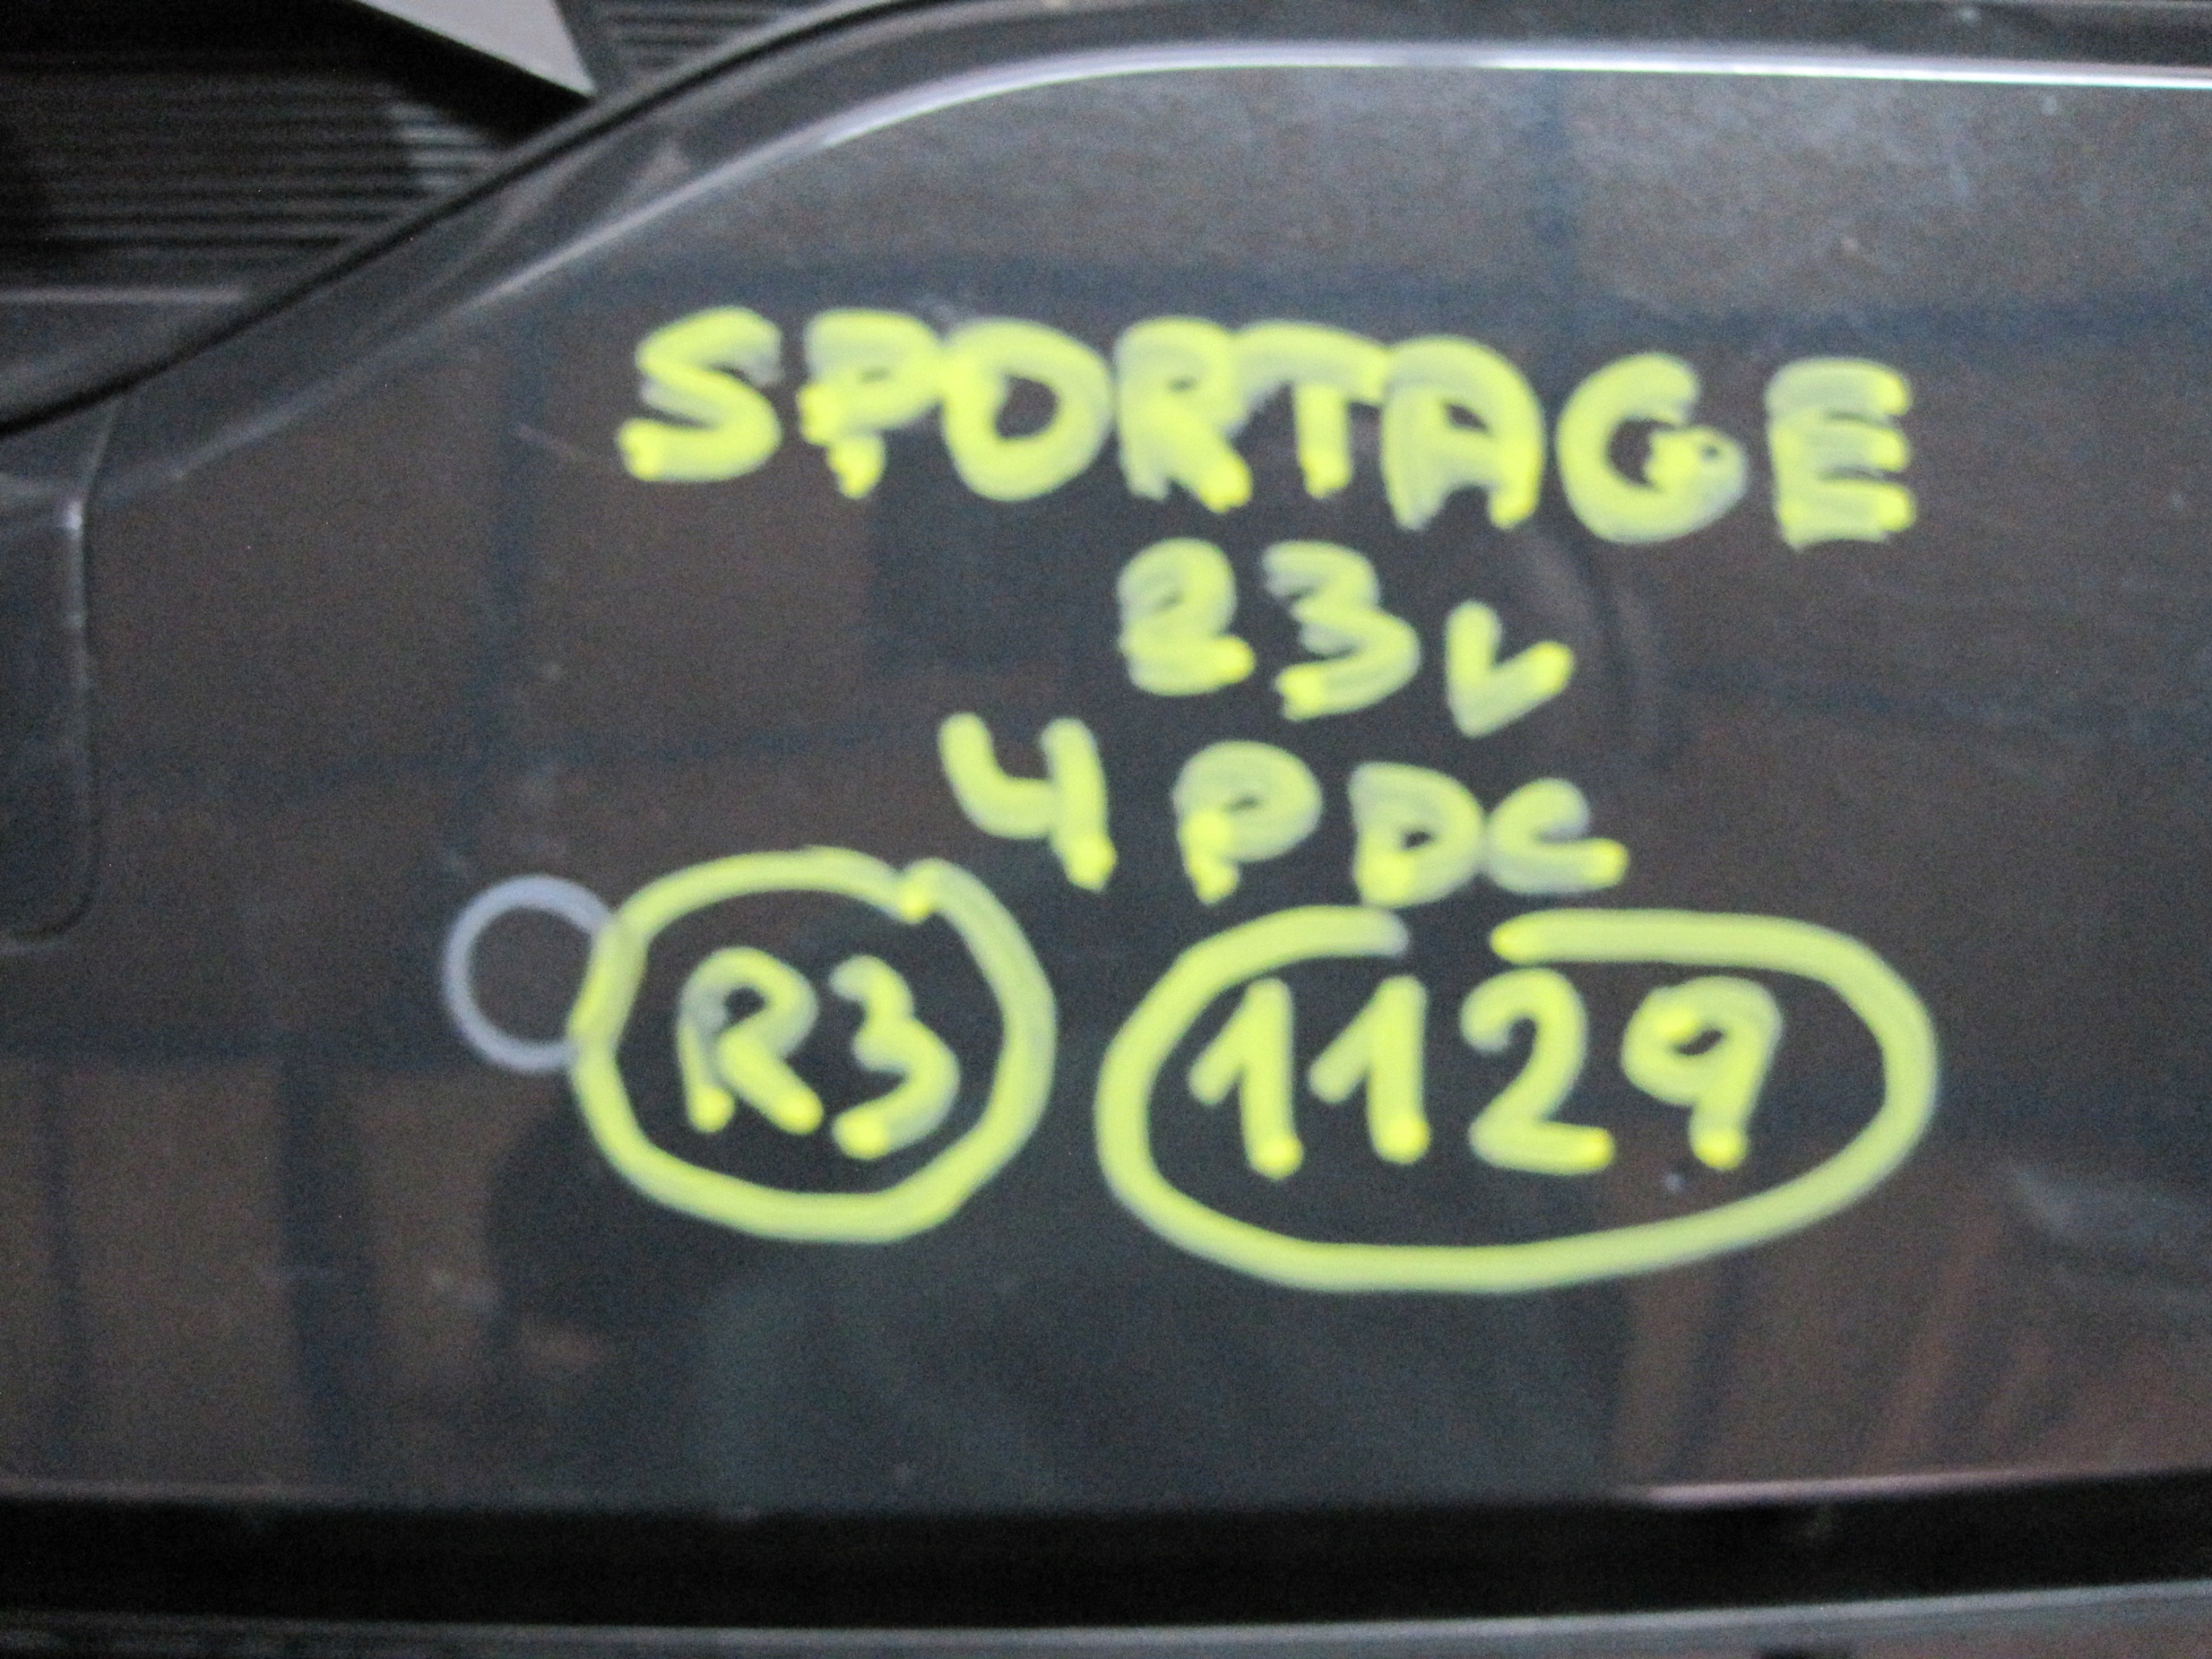 SPORTAGE
23V
4 PDC
R3 1129